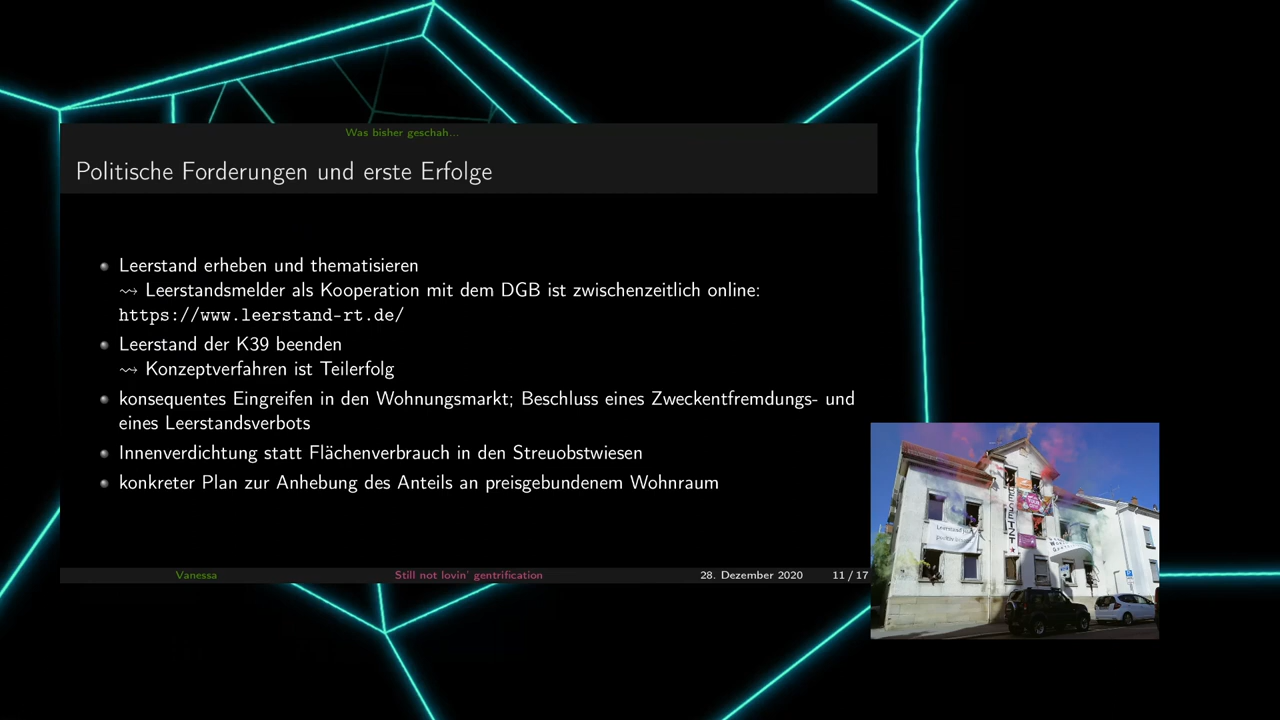 Was bisher geschah...
Politische Forderungen und erste Erfolge
Leerstand erheben und thematisieren
⇝ Leerstandsmelder als Kooperation mit dem DGB ist zwischenzeitlich online:
https://www.leerstand-rt.de/
Leerstand der K39 beenden
⇝ Konzeptverfahren ist Teilerfolg
konsequentes Eingreifen in den Wohnungsmarkt; Beschluss eines Zweckentfremdungs- und
eines Leerstandsverbots
Innenverdichtung statt Flächenverbrauch in den Streuobstwiesen
konkreter Plan zur Anhebung des Anteils an preisgebundenem Wohnraum
BESETZT
Vanessa
Still not lovin' gentrification
28. Dezember 2020
11 / 17